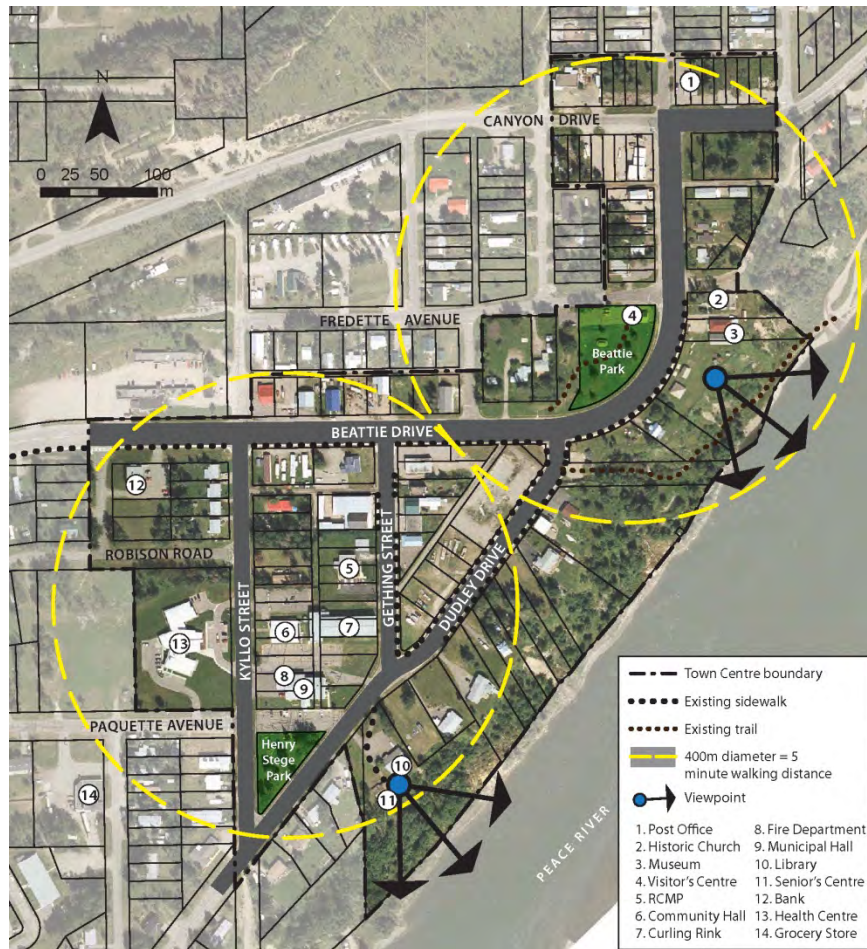 1
CANYON DRIVE
N
0 25 50 100
m
2
4
3
FREDETTE AVENUE
Beattie
Park
BEATTIE DRIVE
12
ROBISON ROAD
GETHING STREET
5
DUDLEY DRIVE
KYLLO STREET
6
7
13
8
9
PAQUETTE AVENUE
Henry
Stege
Park
10
11
14
PEACE RIVER
Town Centre boundary
Existing sidewalk
Existing trail
400m diameter = 5
minute walking distance
Viewpoint
1. Post Office
2. Historic Church
3. Museum
4. Visitor's Centre
5. RCMP
6. Community Hall
7. Curling Rink
8. Fire Department
9. Municipal Hall
10. Library
11. Senior's Centre
12. Bank
13. Health Centre
14. Grocery Store